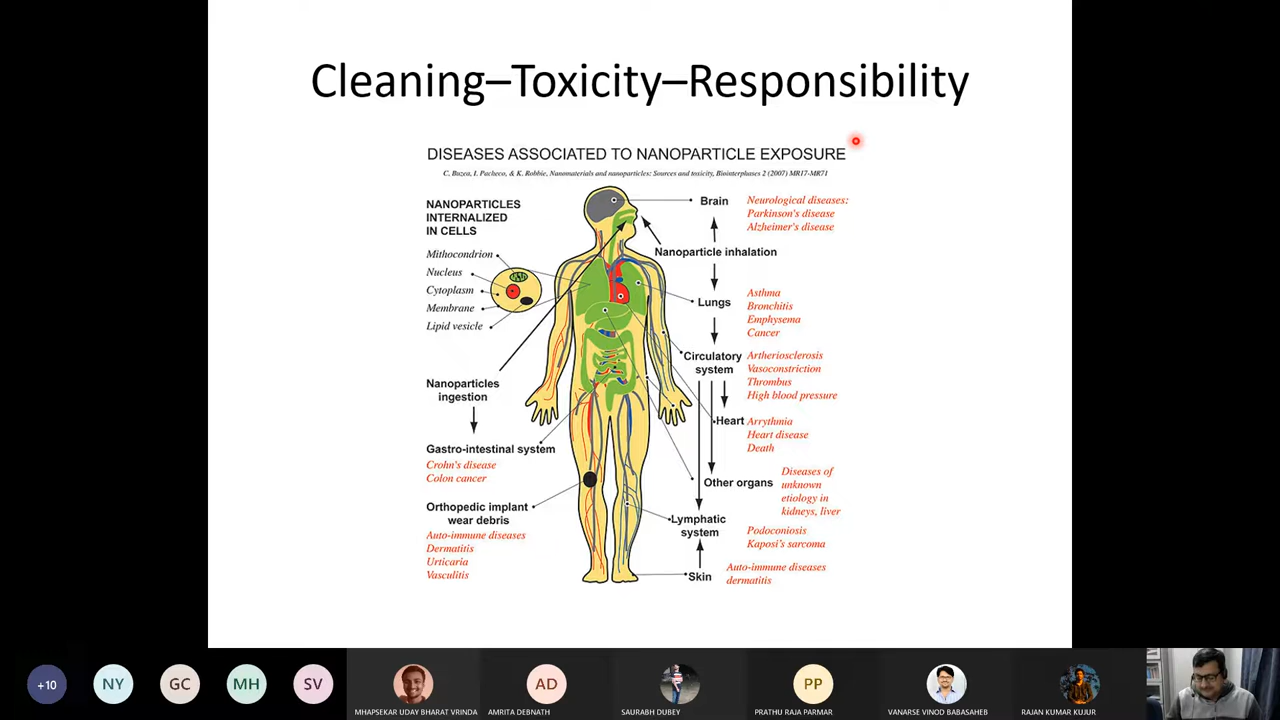 Cleaning–Toxicity–Responsibility
DISEASES ASSOCIATED TO NANOPARTICLE EXPOSURE
C. Buzea, I. Pacheco, & K. Robbie, Nanomaterials and nanoparticles: Sources and toxicity, Biointerphases 2 (2007) MR17-MR71
NANOPARTICLES
INTERNALIZED
IN CELLS
Mithocondrion
Nucleus
Cytoplasm
Membrane
Lipid vesicle
Nanoparticles
ingestion
Gastro-intestinal system
Crohn's disease
Colon cancer
Orthopedic implant
wear debris
Auto-immune diseases
Dermatitis
Urticaria
Vasculitis
Brain
Neurological diseases:
Parkinson's disease
Alzheimer's disease
Nanoparticle inhalation
Lungs
Asthma
Bronchitis
Emphysema
Cancer
Circulatory
system
Artheriosclerosis
Vasoconstriction
Thrombus
High blood pressure
Heart
Arrythmia
Heart disease
Death
Other organs
Diseases of
unknown
etiology in
kidneys, liver
Lymphatic
system
Podoconiosis
Kaposi's sarcoma
Skin
Auto-immune diseases
dermatitis
+10
NY
GC
MH
SV
MHAPSEKAR UDAY BHARAT VRINDA
AD
AMRITA DEBNATH
SAURABH DUBEY
PP
PRATHU RAJA PARMAR
VANARSE VINOD BABASAHEB
RAJAN KUMAR KUJUR